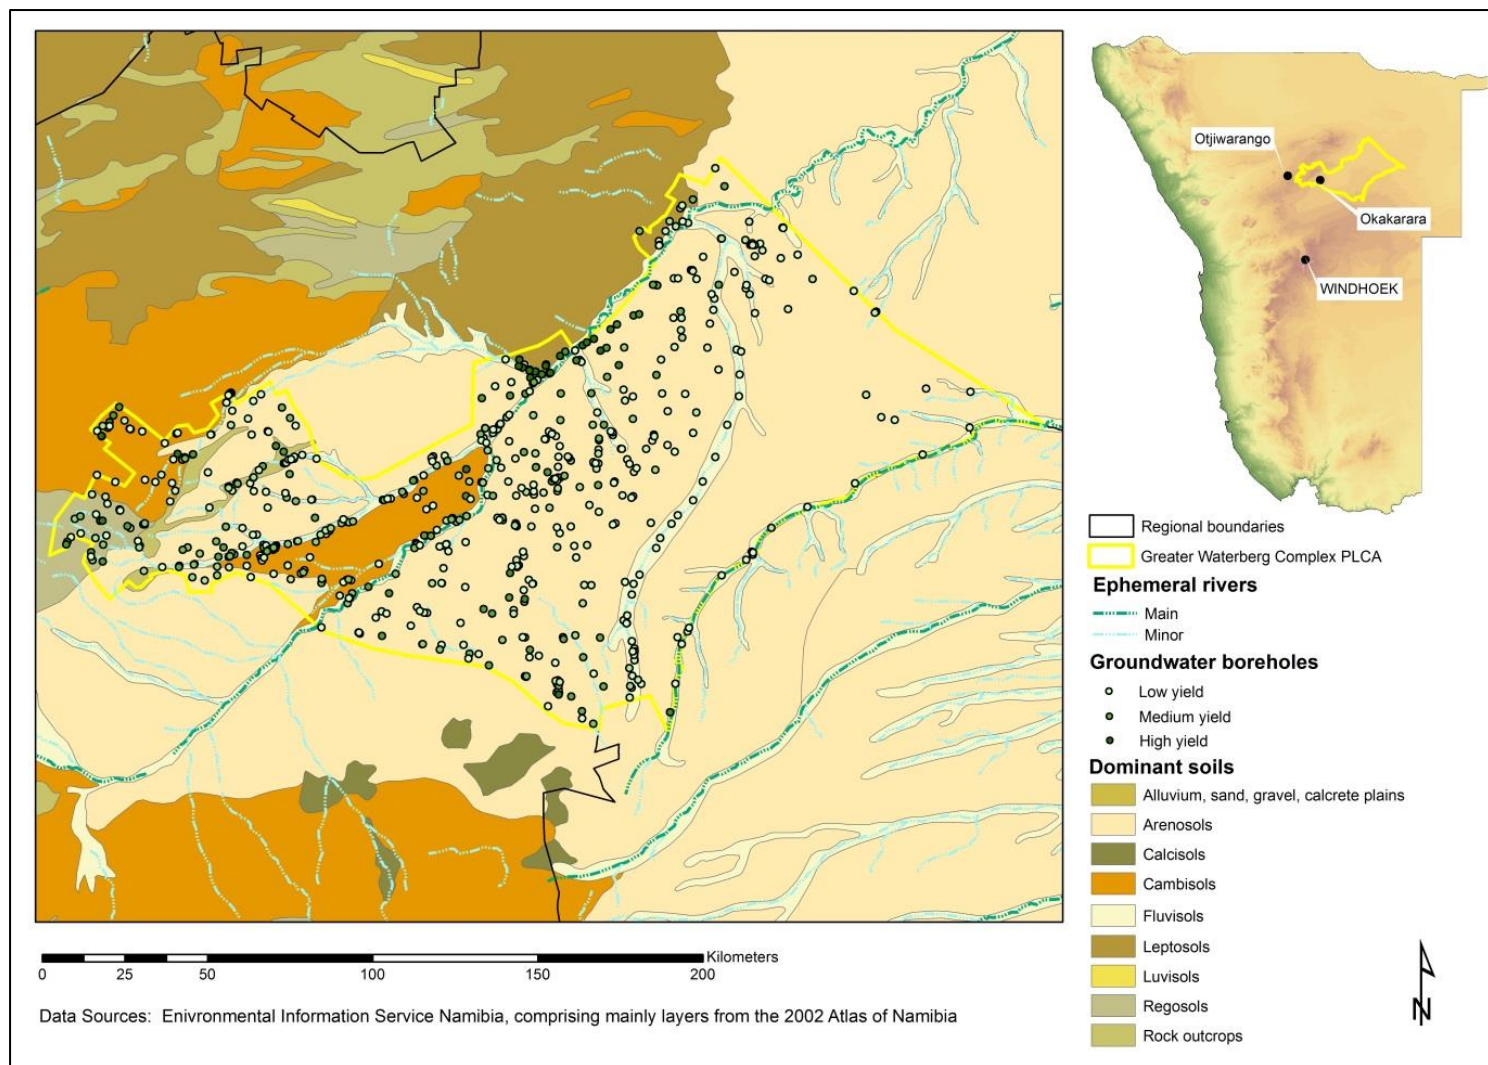 Otjiwarango
Okakarara
WINDHOEK
Regional boundaries
Greater Waterberg Complex PLCA
Ephemeral rivers
Main
Minor
Groundwater boreholes
Low yield
Medium yield
High yield
Dominant soils
Alluvium, sand, gravel, calcrete plains
Arenosols
Calcisols
Cambisols
Fluvisols
Leptosols
Luvisols
Regosols
Rock outcrops
Kilometers
0 25 50 100 150 200
Data Sources: Enivronmental Information Service Namibia, comprising mainly layers from the 2002 Atlas of Namibia
N